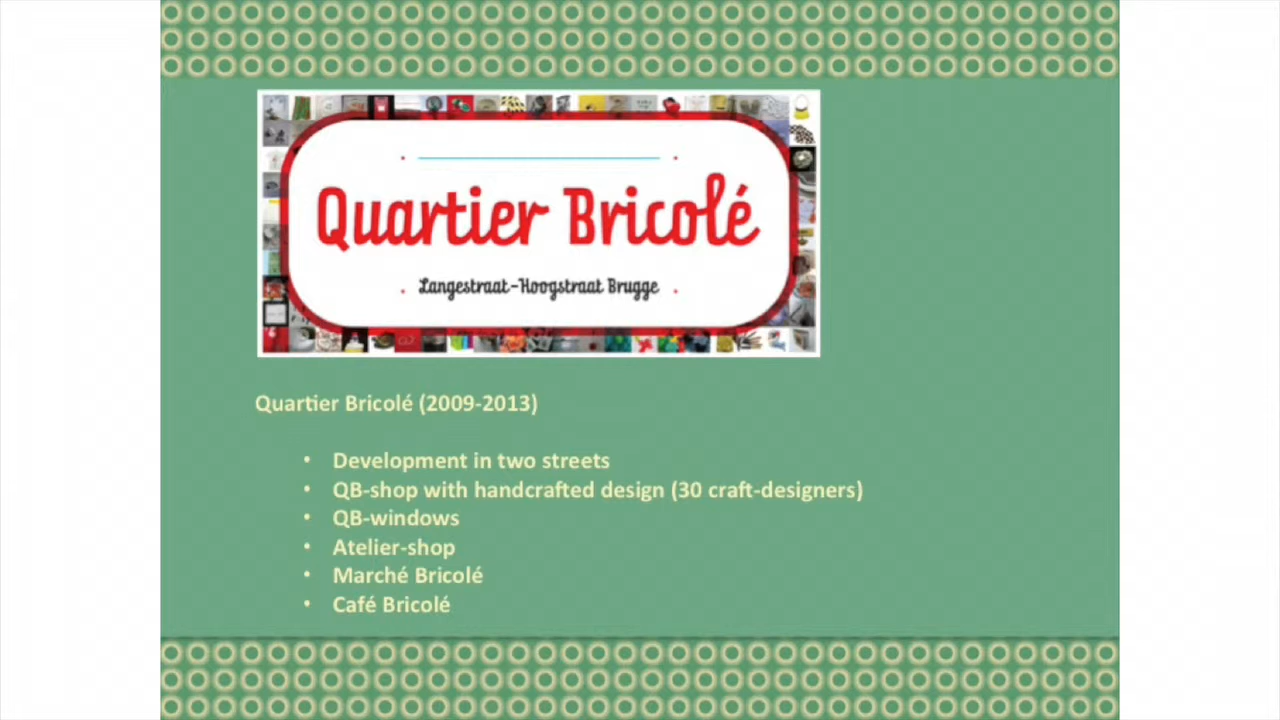 Quartier Bricolé
Langestraat-Hoogstraat Brugge
Quartier Bricolé (2009-2013)
• Development in two streets
• QB-shop with handcrafted design (30 craft-designers)
• QB-windows
• Atelier-shop
• Marché Bricolé
• Café Bricolé